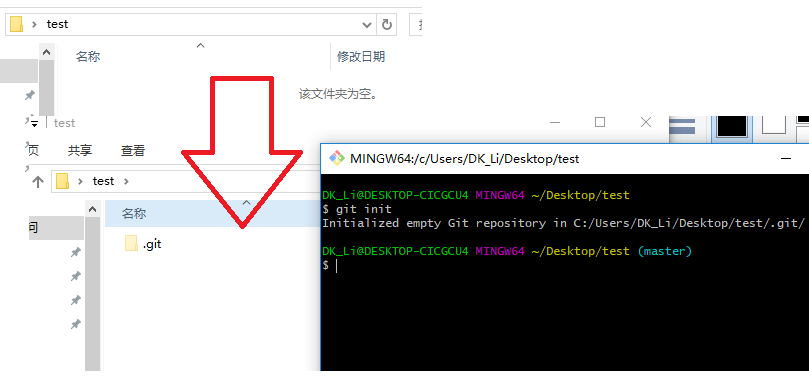 test
名称
修改日期
该文件夹为空。
test
页 共享 查看
test
名称
.git
MINGW64:/c/Users/DK_Li/Desktop/test
DK_Li@DESKTOP-CICGCU4 MINGW64 ~/Desktop/test
$ git init
Initialized empty Git repository in C:/Users/DK_Li/Desktop/test/.git/
DK_Li@DESKTOP-CICGCU4 MINGW64 ~/Desktop/test (master)
$